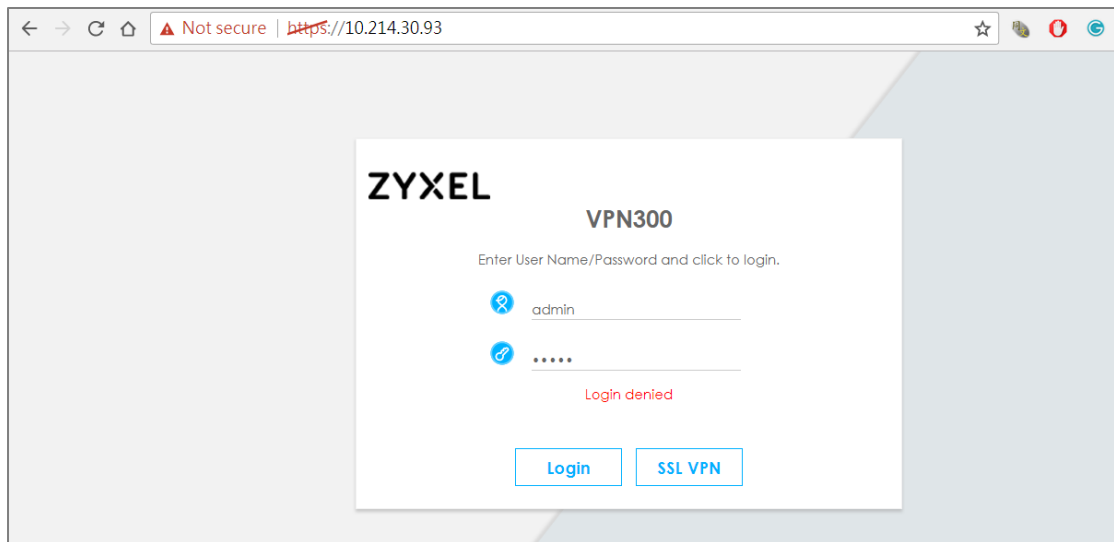 Not secure | https://10.214.30.93
ZYXEL
VPN300
Enter User Name/Password and click to login.
admin
•••••
Login denied
Login
SSL VPN